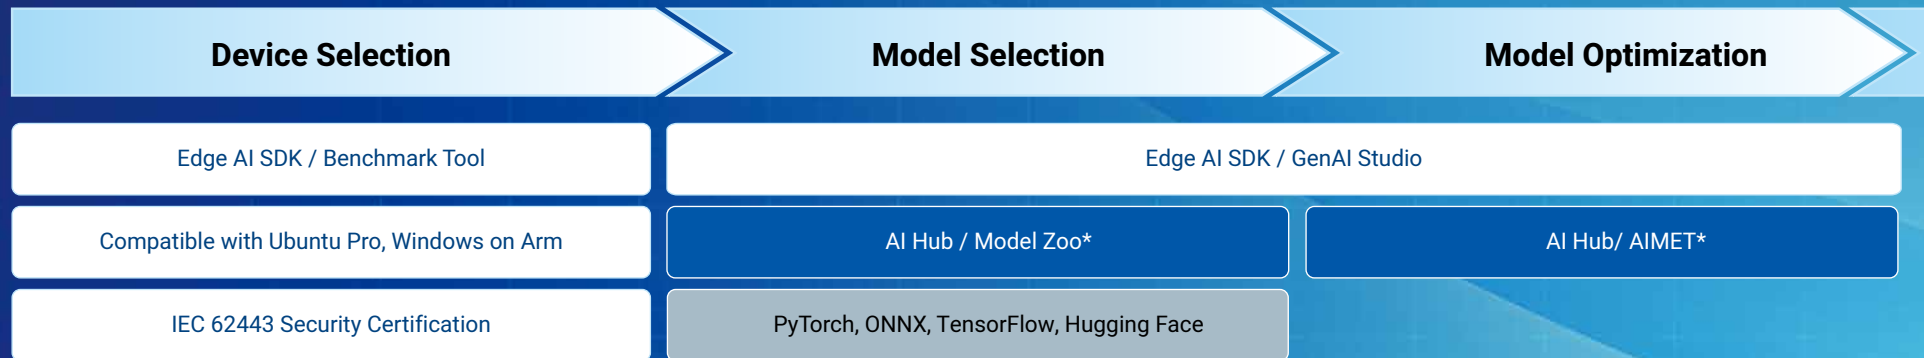 Device Selection
Model Selection
Model Optimization
Edge AI SDK / Benchmark Tool
Edge AI SDK / GenAI Studio
Compatible with Ubuntu Pro, Windows on Arm
AI Hub / Model Zoo*
AI Hub/ AIMET*
IEC 62443 Security Certification
PyTorch, ONNX, TensorFlow, Hugging Face